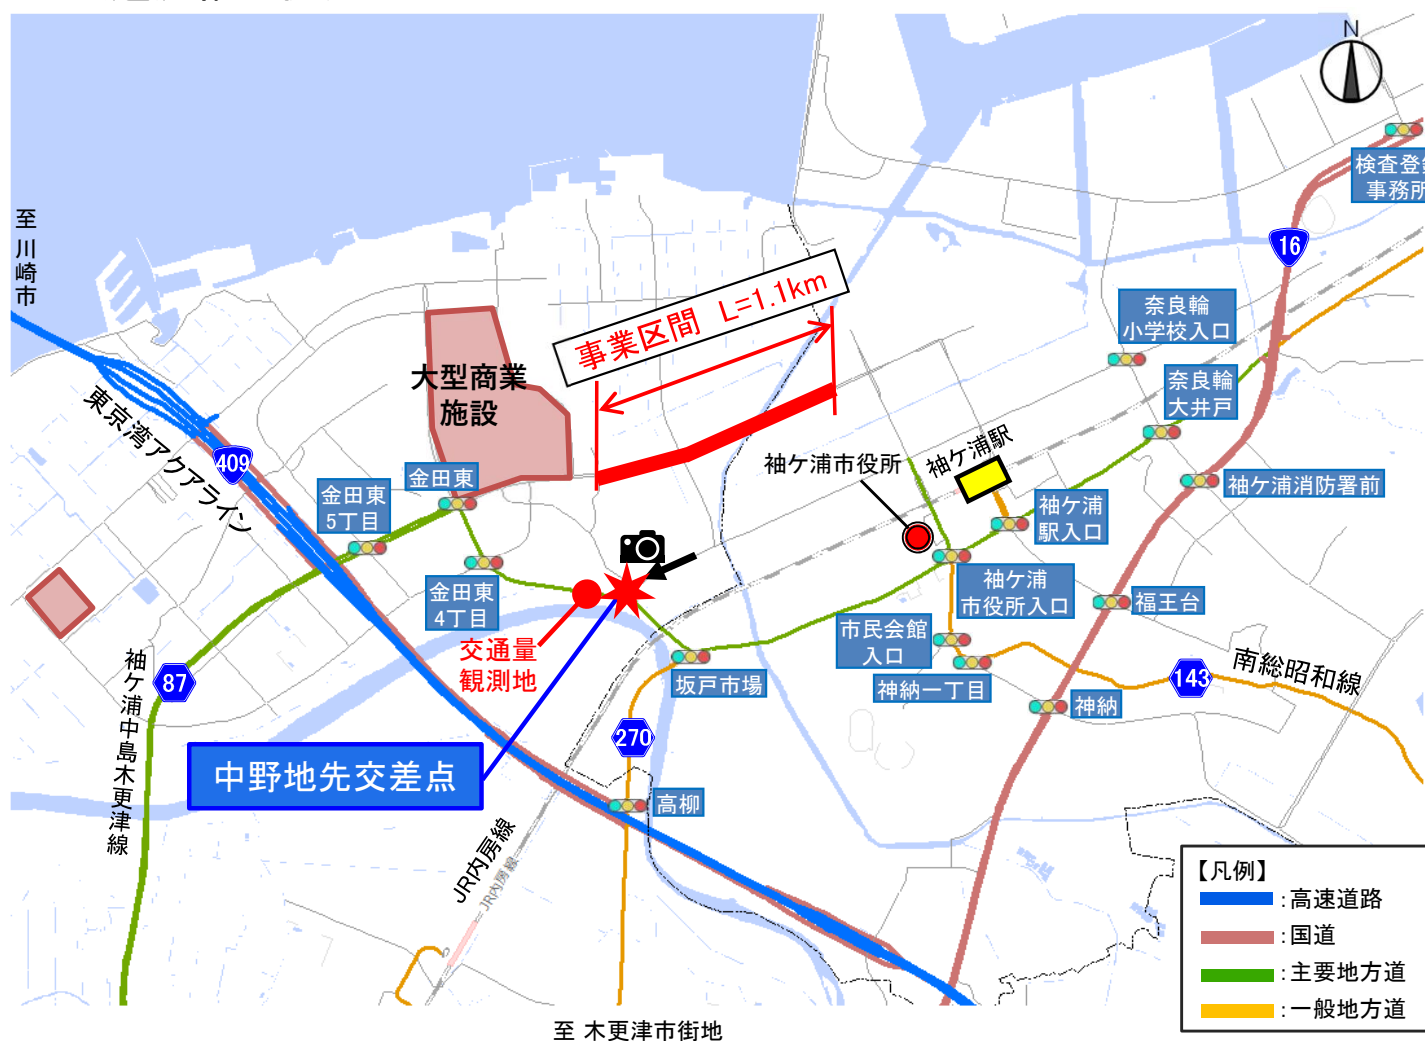 N
検査登
事務所
至
川
崎
市
16
事業区間 L=1.1km
奈良輪
小学校入口
大型商業
施設
奈良輪
大井戸
東京湾アクアライン
409
袖ケ浦市役所
袖ケ浦駅
金田東
金田東
5丁目
袖ケ浦
駅入口
袖ケ浦消防署前
金田東
4丁目
袖ケ浦
市役所入口
福王台
交通量
観測地
市民会館
入口
坂戸市場
神納一丁目
神納
143
南総昭和線
87
袖ケ浦中島木更津線
270
中野地先交差点
高柳
JR内房線
JR内房線
【凡例】
:高速道路
:国道
:主要地方道
:一般地方道
至 木更津市街地